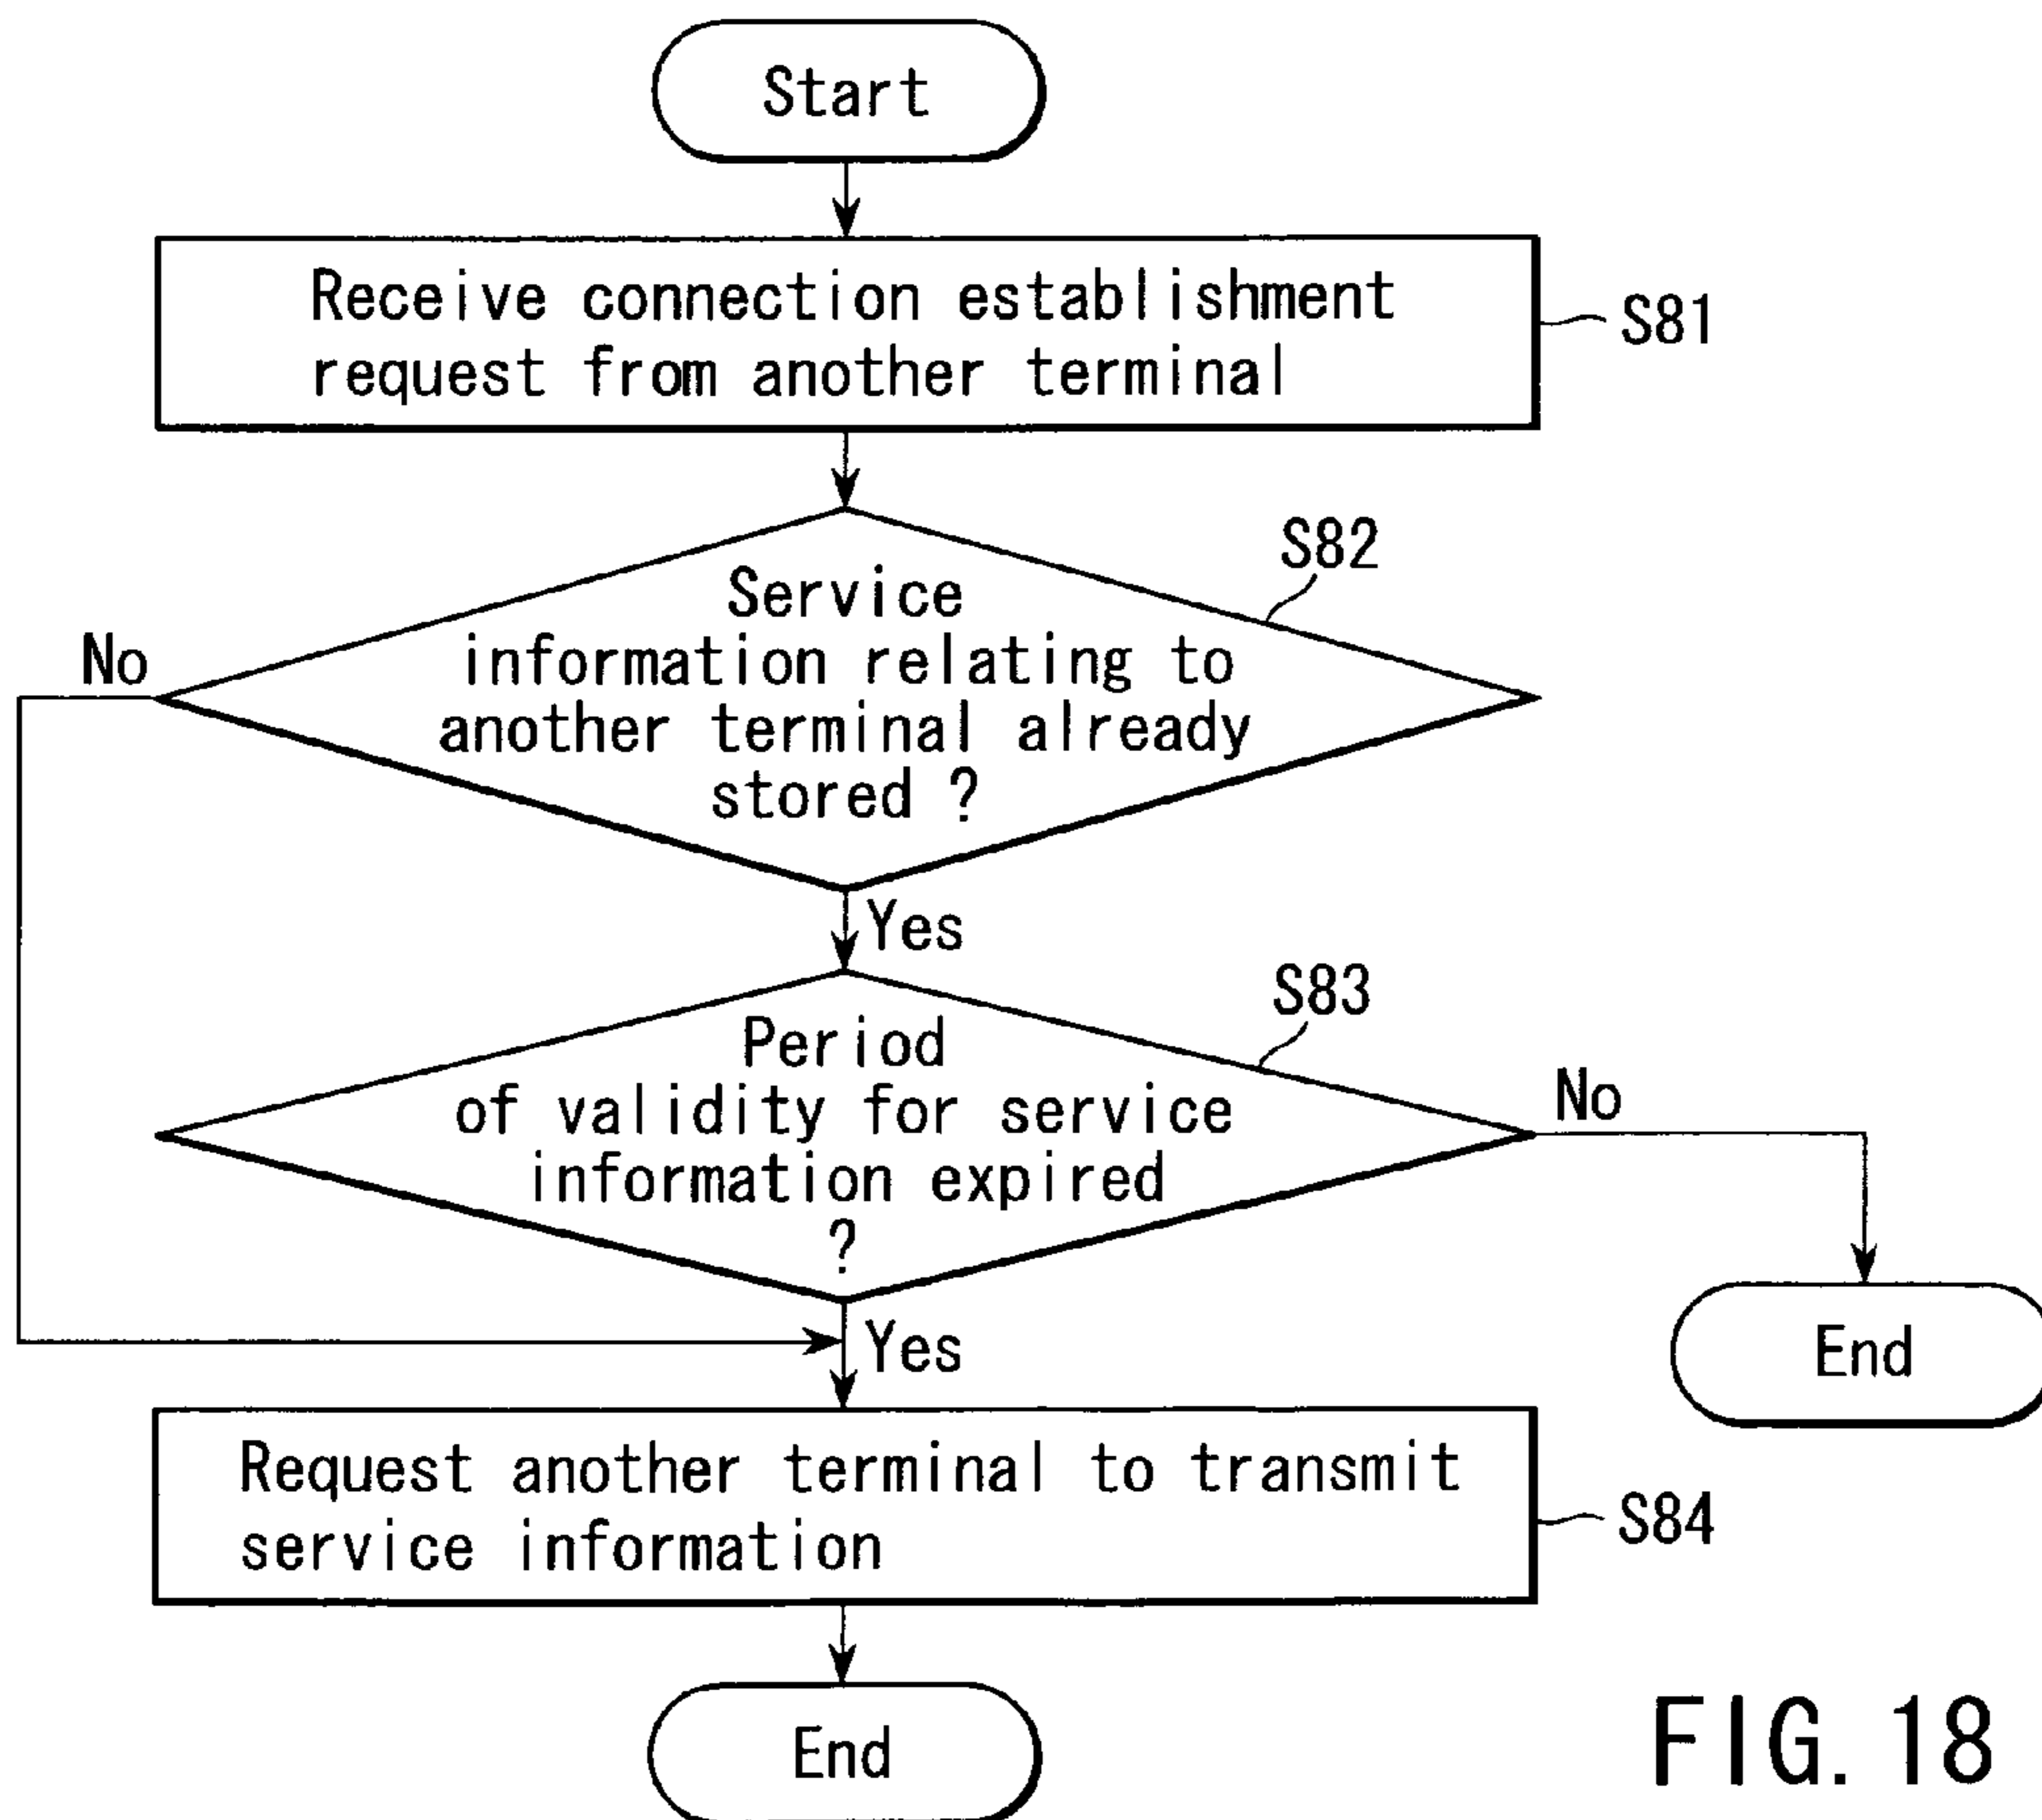 Start
Receive connection establishment
request from another terminal
S81
S82
Service
information relating to
another terminal already
stored ?
No
Yes
S83
Period
of validity for service
information expired
?
No
Yes
End
Request another terminal to transmit
service information
S84
End
FIG. 18